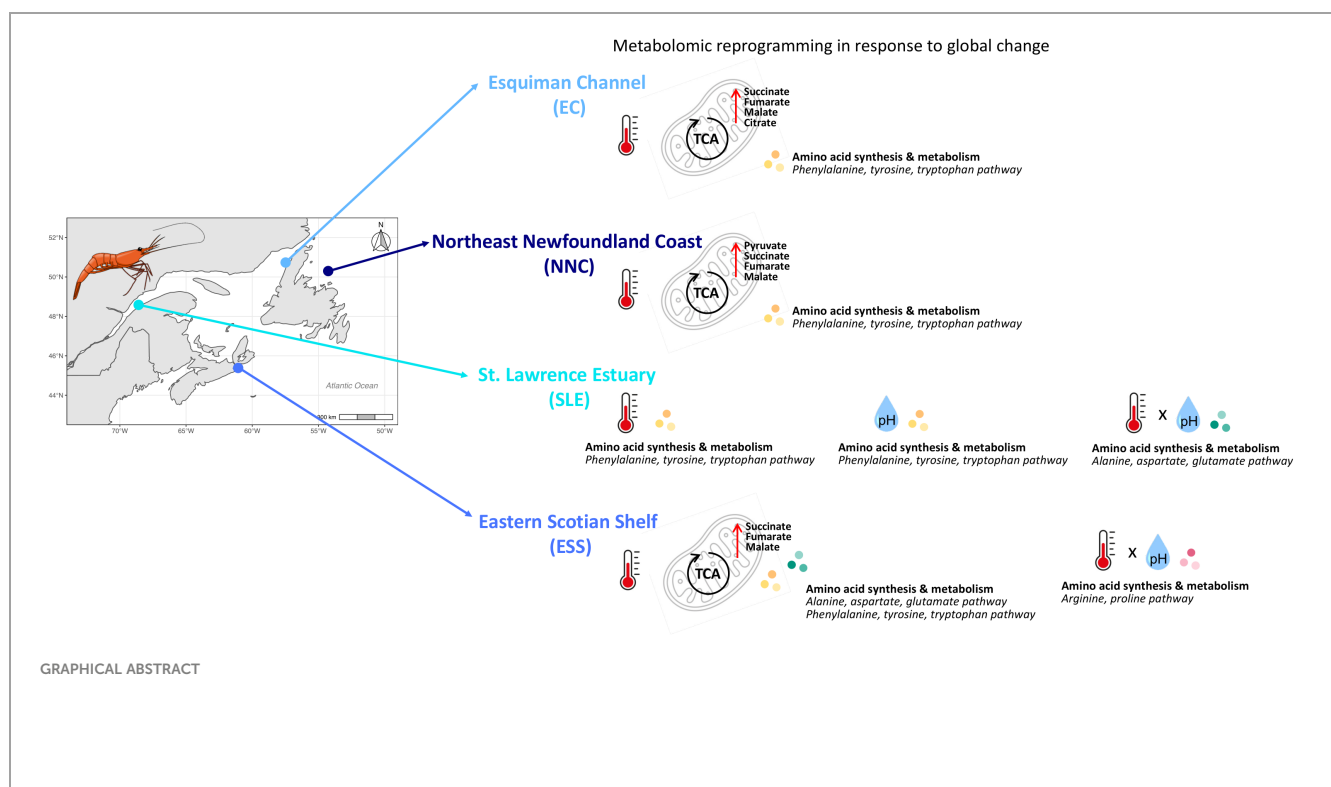 Metabolomic reprogramming in response to global change
Esquiman Channel
(EC)
Succinate
Fumarate
Malate
Citrate
TCA
Amino acid synthesis & metabolism
Phenylalanine, tyrosine, tryptophan pathway
Northeast Newfoundland Coast
(NNC)
Pyruvate
Succinate
Fumarate
Malate
TCA
Amino acid synthesis & metabolism
Phenylalanine, tyrosine, tryptophan pathway
52°N
50°N
48°N
46°N
44°N
N
Atlantic Ocean
300 km
70°W
65°W
60°W
55°W
50°W
St. Lawrence Estuary
(SLE)
Amino acid synthesis & metabolism
Phenylalanine, tyrosine, tryptophan pathway
pH
Amino acid synthesis & metabolism
Phenylalanine, tyrosine, tryptophan pathway
x
pH
Amino acid synthesis & metabolism
Alanine, aspartate, glutamate pathway
Eastern Scotian Shelf
(ESS)
Succinate
Fumarate
Malate
TCA
Amino acid synthesis & metabolism
Alanine, aspartate, glutamate pathway
Phenylalanine, tyrosine, tryptophan pathway
x
pH
Amino acid synthesis & metabolism
Arginine, proline pathway
GRAPHICAL ABSTRACT